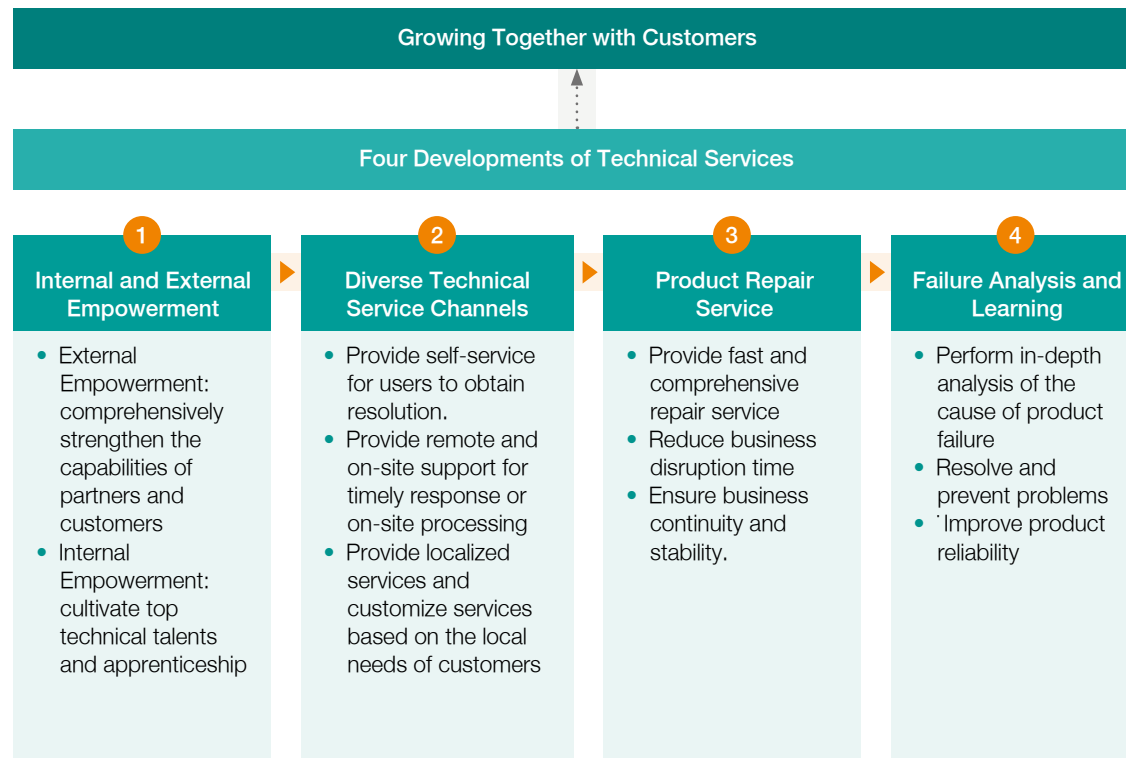 Growing Together with Customers
Four Developments of Technical Services
1
Internal and External
Empowerment
• External
Empowerment:
comprehensively
strengthen the
capabilities of
partners and
customers
• Internal
Empowerment:
cultivate top
technical talents
and apprenticeship
2
Diverse Technical
Service Channels
• Provide self-service
for users to obtain
resolution.
• Provide remote and
on-site support for
timely response or
on-site processing
• Provide localized
services and
customize services
based on the local
needs of customers
3
Product Repair
Service
• Provide fast and
comprehensive
repair service
• Reduce business
disruption time
• Ensure business
continuity and
stability.
4
Failure Analysis and
Learning
• Perform in-depth
analysis of the
cause of product
failure
• Resolve and
prevent problems
• ˙Improve product
reliability